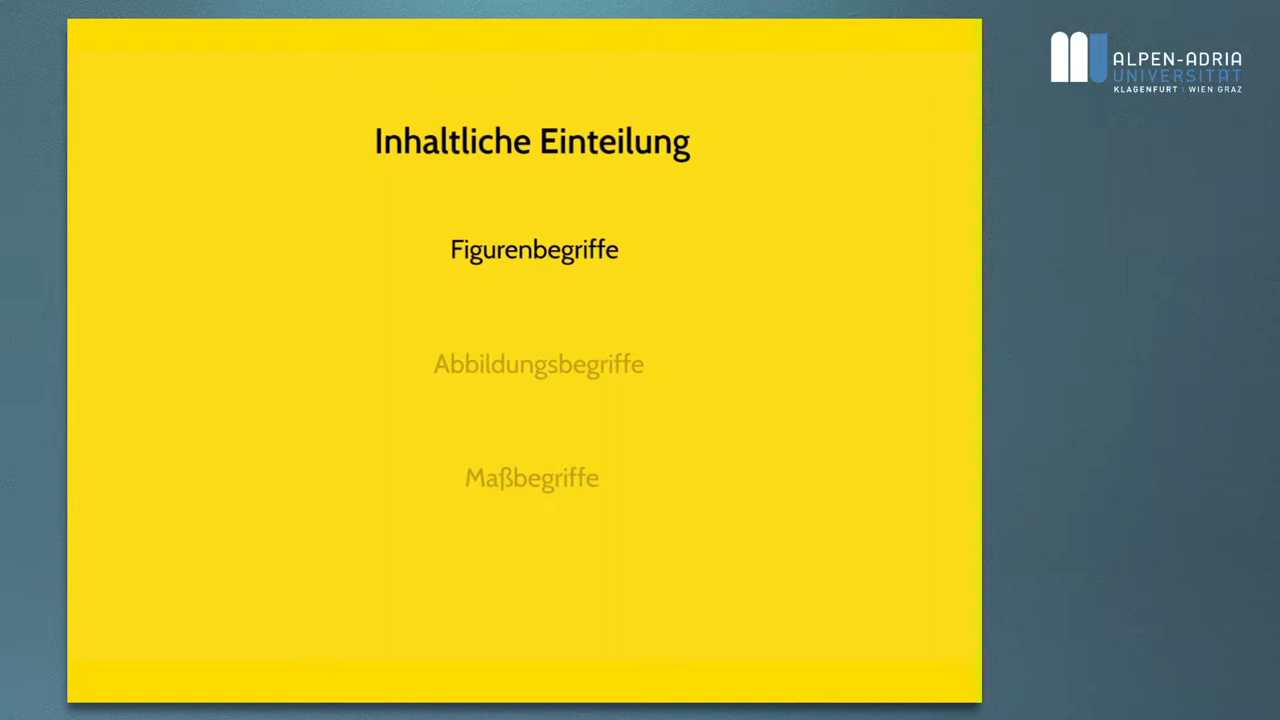 Inhaltliche Einteilung
Figurenbegriffe
Abbildungsbegriffe
Maßbegriffe
ALPEN-ADRIA
UNIVERSITÄT
KLAGENFURT | WIEN GRAZ